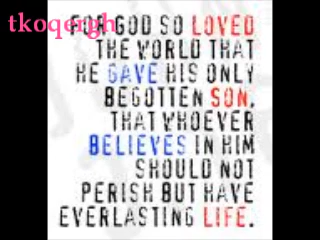 tkoqergh
FOR GOD SO LOVED
THE WORLD THAT
HE GAVE HIS ONLY
BEGOTTEN SON,
THAT WHOEVER
BELIEVES IN HIM
SHOULD NOT
PERISH BUT HAVE
EVERLASTING LIFE.